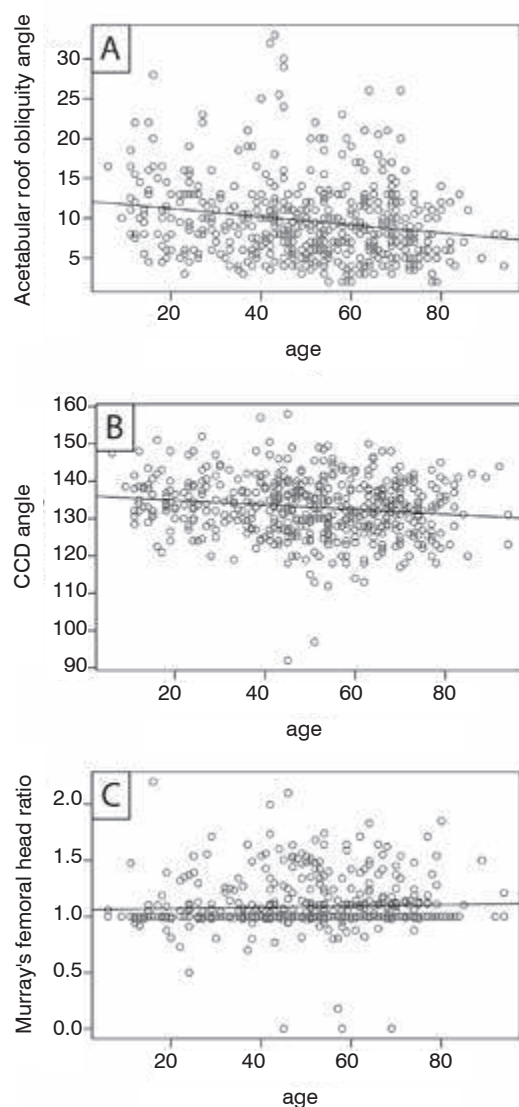 A
Acetabular roof obliquity angle
30
25
20
15
10
5
20 40 60 80
age
B
CCD angle
160
150
140
130
120
110
100
90
20 40 60 80
age
C
Murray's femoral head ratio
2.0
1.5
1.0
0.5
0.0
20 40 60 80
age